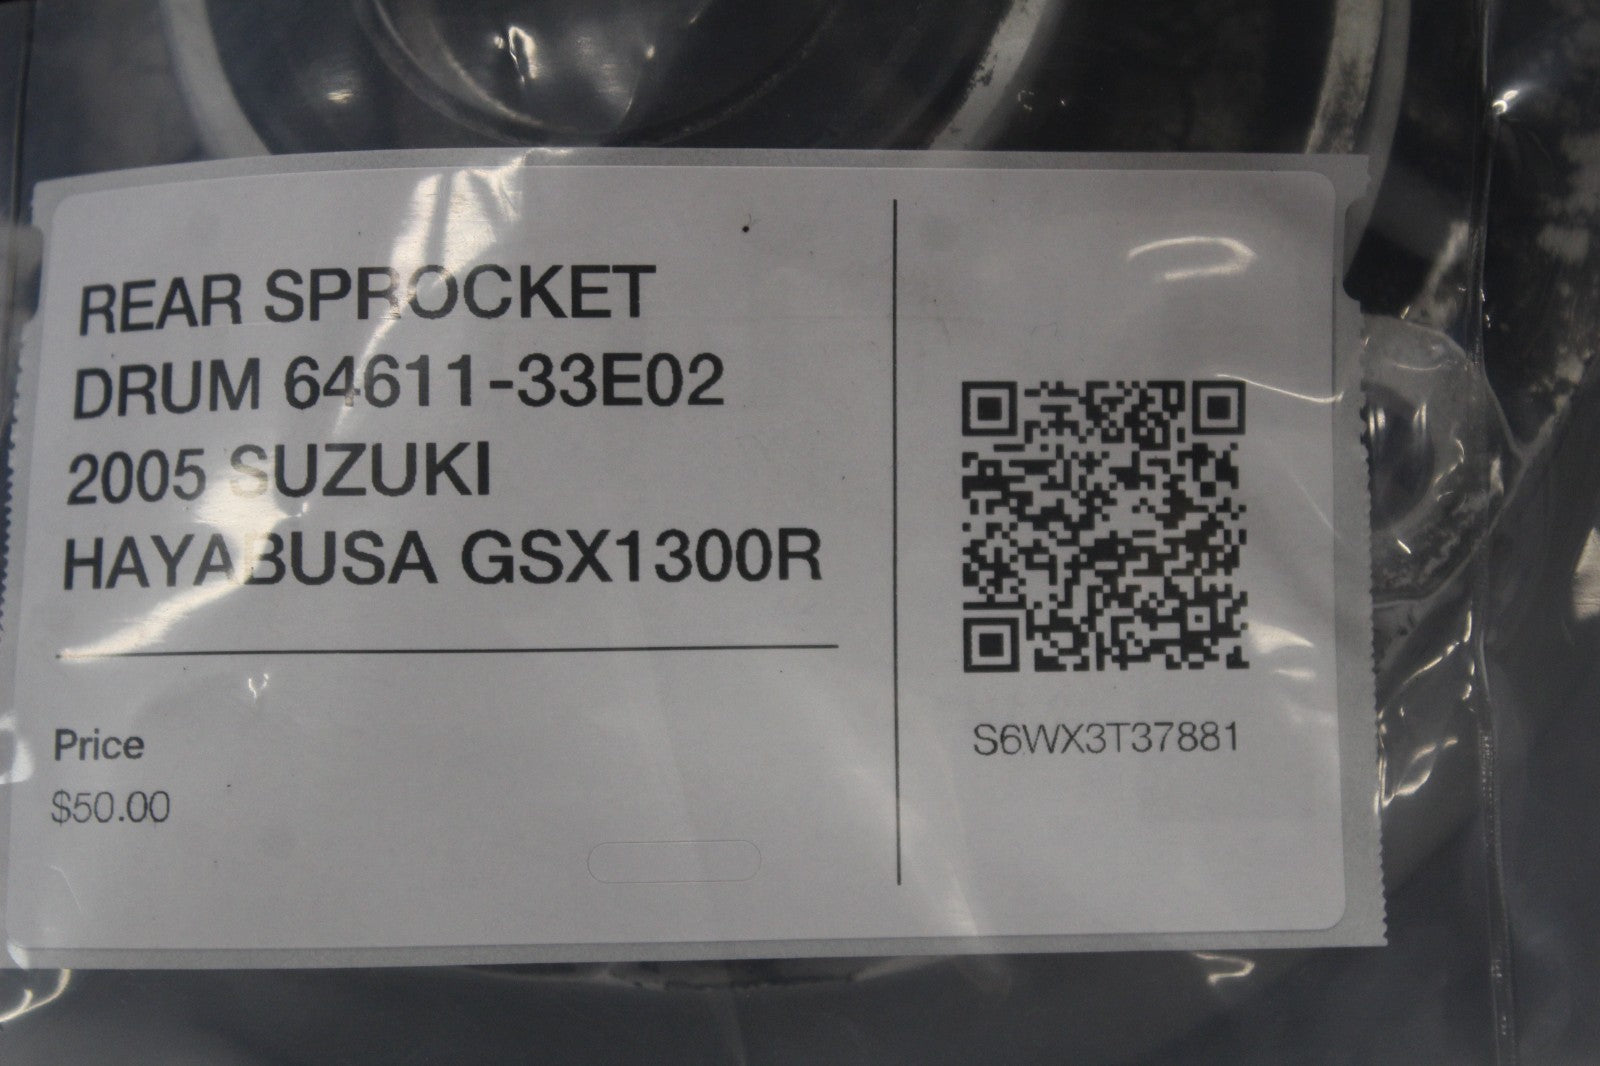 REAR SPROCKET
DRUM 64611-33E02
2005 SUZUKI
HAYABUSA GSX1300R
Price
$50.00
S6WX3T37881